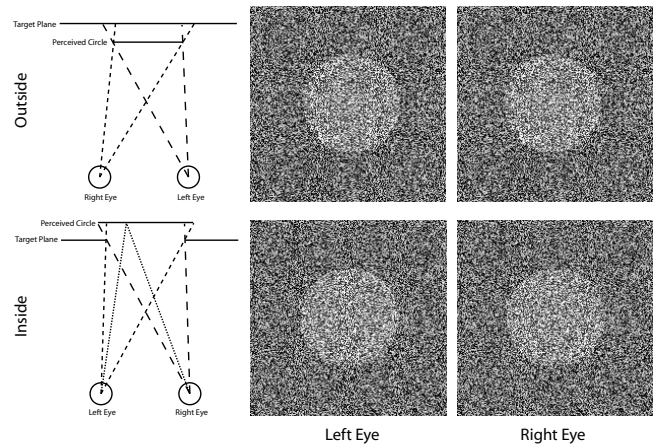 Target Plane
Perceived Circle
Outside
Right Eye
Left Eye
Perceived Circle
Target Plane
Inside
Left Eye
Right Eye
Left Eye
Right Eye